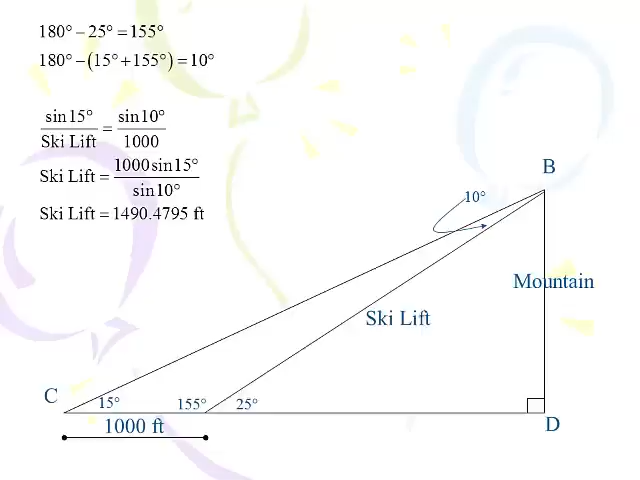 180° − 25° = 155°
180° − (15° + 155°) = 10°
sin15°/Ski Lift = sin10°/1000
Ski Lift = 1000sin15°/sin10°
Ski Lift = 1490.4795 ft
B
10°
Mountain
Ski Lift
C
15°
155°
25°
1000 ft
D